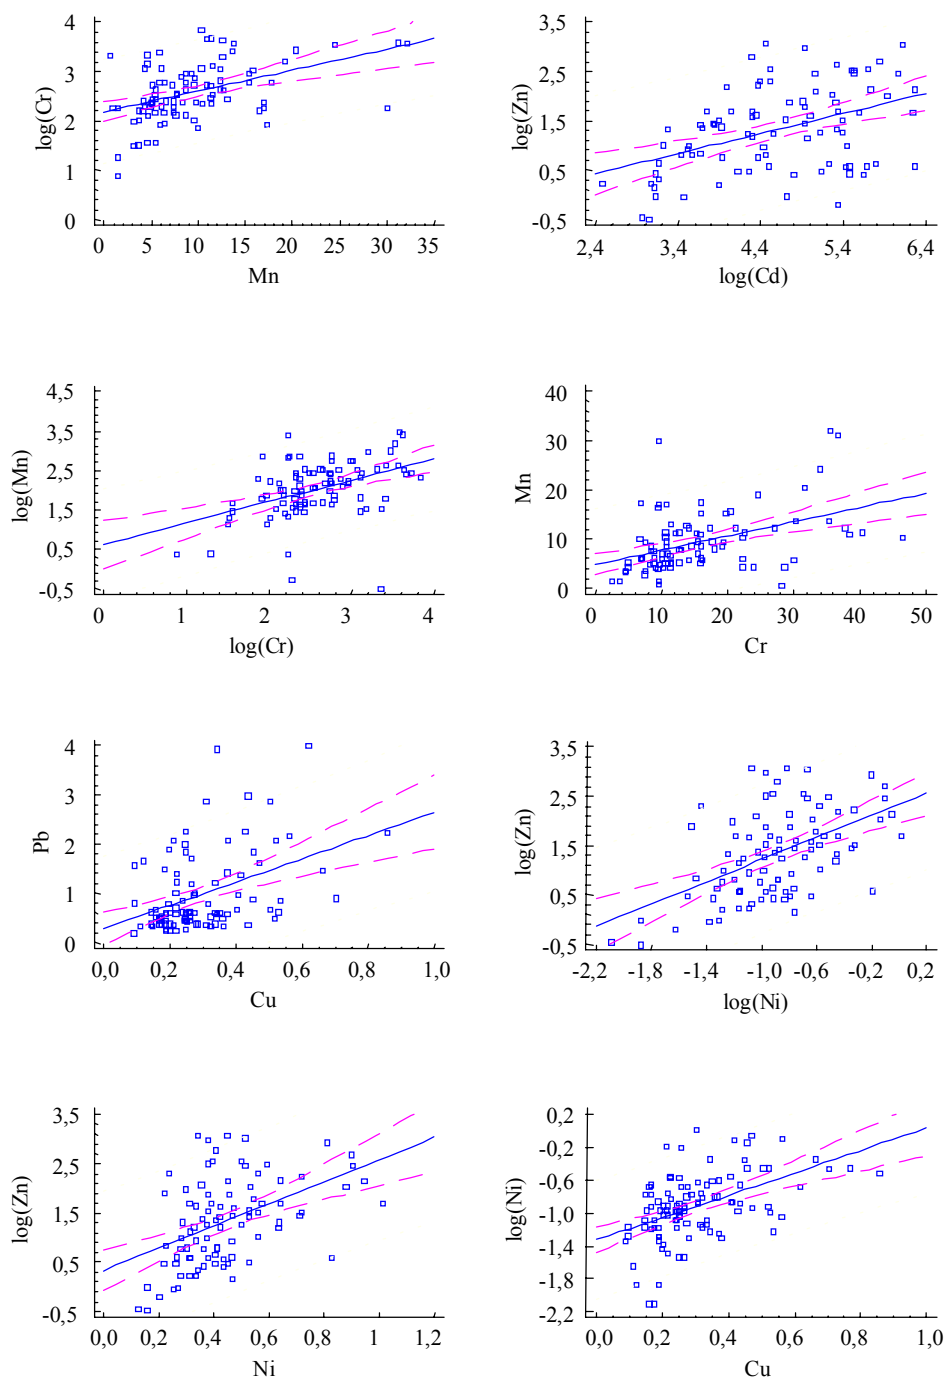 4
3
2
1
0
log(Cr)
0 5 10 15 20 25 30 35
Mn
3,5
2,5
1,5
0,5
-0,5
log(Zn)
2,4 3,4 4,4 5,4 6,4
log(Cd)
4,5
3,5
2,5
1,5
0,5
-0,5
log(Mn)
0 1 2 3 4
log(Cr)
40
30
20
10
0
Mn
0 10 20 30 40 50
Cr
4
3
2
1
0
Pb
0,0 0,2 0,4 0,6 0,8 1,0
Cu
3,5
2,5
1,5
0,5
-0,5
log(Zn)
-2,2 -1,8 -1,4 -1,0 -0,6 -0,2 0,2
log(Ni)
3,5
2,5
1,5
0,5
-0,5
log(Zn)
0,0 0,2 0,4 0,6 0,8 1 1,2
Ni
0,2
-0,2
-0,6
-1,0
-1,4
-1,8
-2,2
log(Ni)
0,0 0,2 0,4 0,6 0,8 1,0
Cu